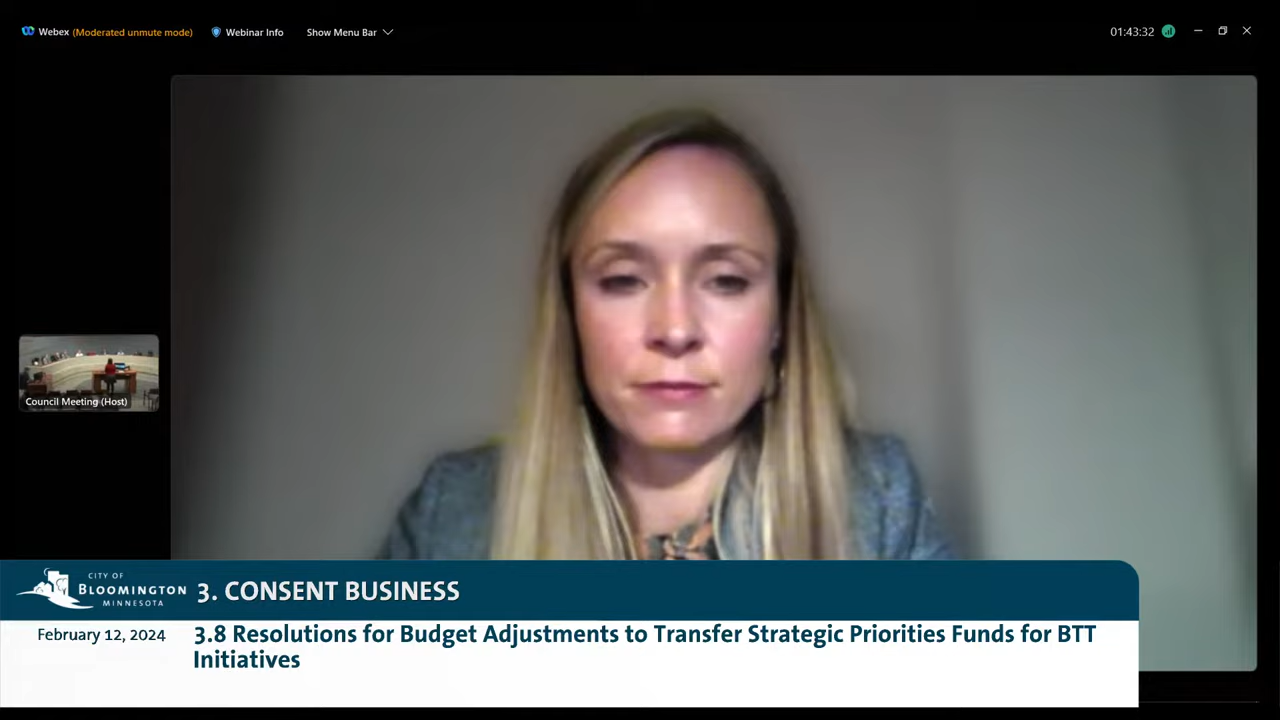 Webex (Moderated unmute mode) Webinar Info Show Menu Bar 01:43:32
Council Meeting (Host)
CITY OF
BLOOMINGTON
MINNESOTA
3. CONSENT BUSINESS
February 12, 2024
3.8 Resolutions for Budget Adjustments to Transfer Strategic Priorities Funds for BTT
Initiatives